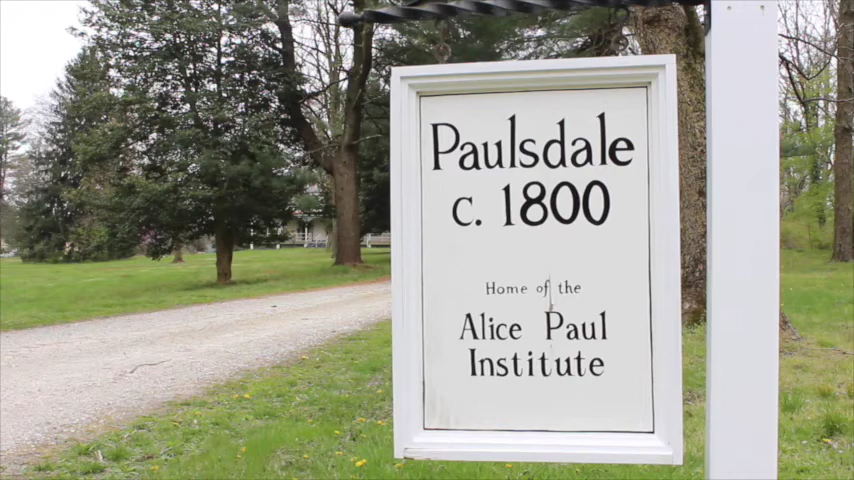 Paulsdale
c. 1800
Home of the
Alice Paul
Institute